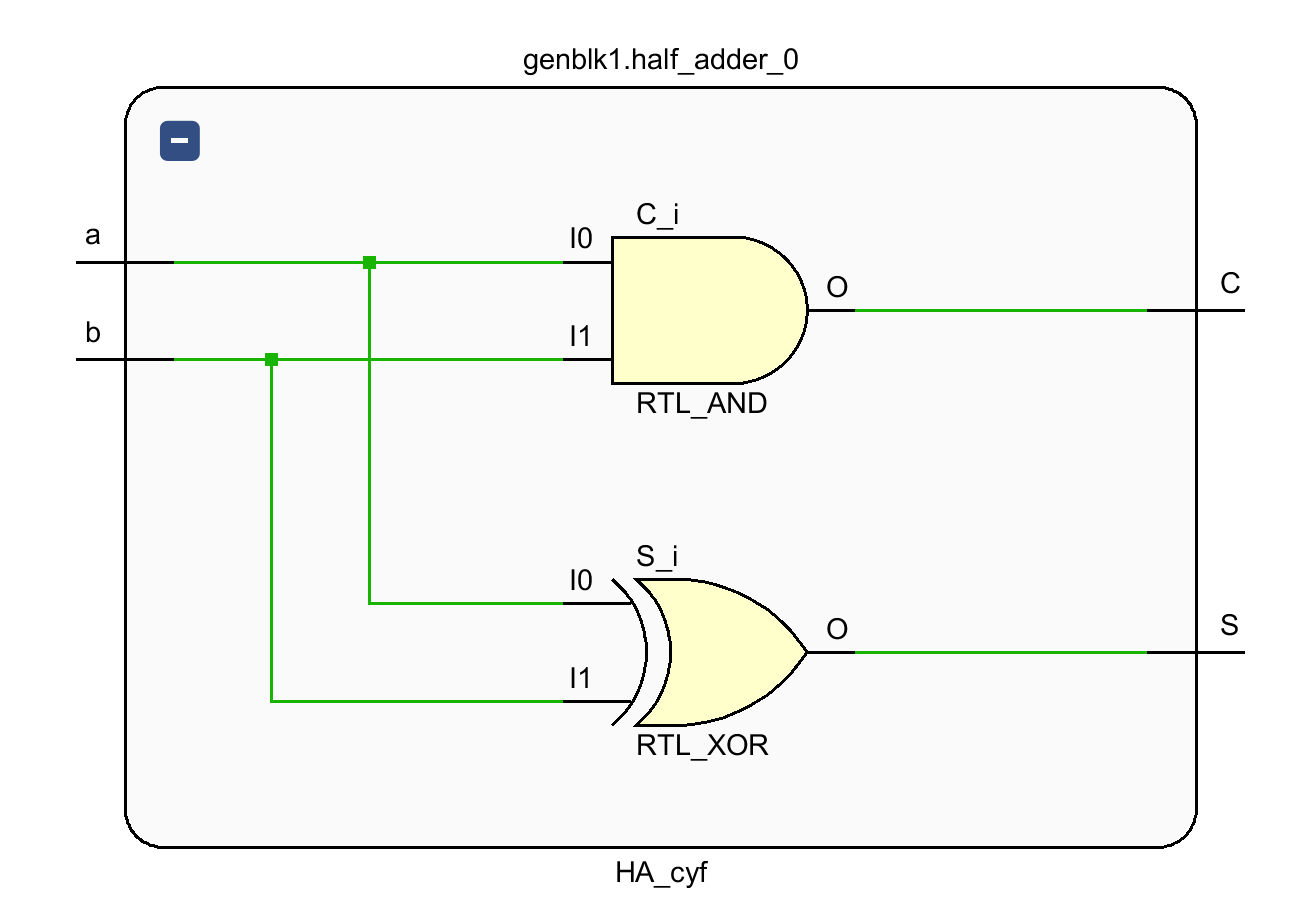 genblk1.half_adder_0
C_i
a
I0
O
C
b
I1
RTL_AND
S_i
I0
O
S
I1
RTL_XOR
HA_cyf